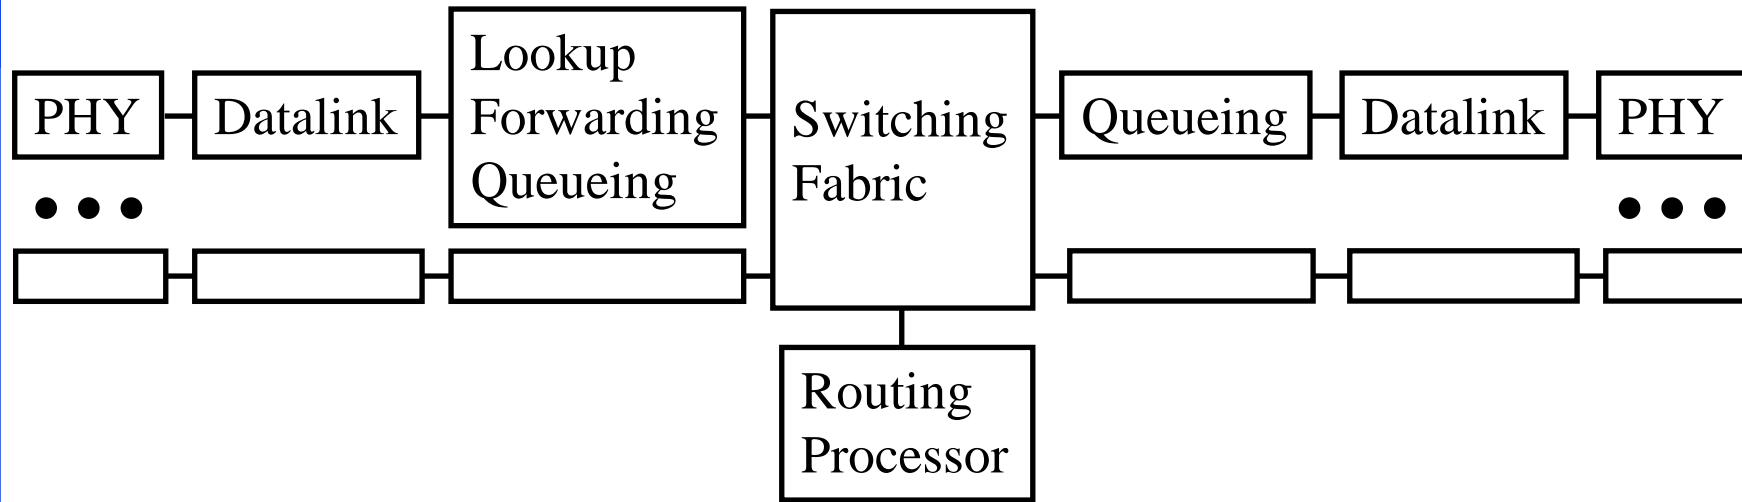 PHY
Datalink
Lookup
Forwarding
Queueing
Switching
Fabric
Queueing
Datalink
PHY
Routing
Processor